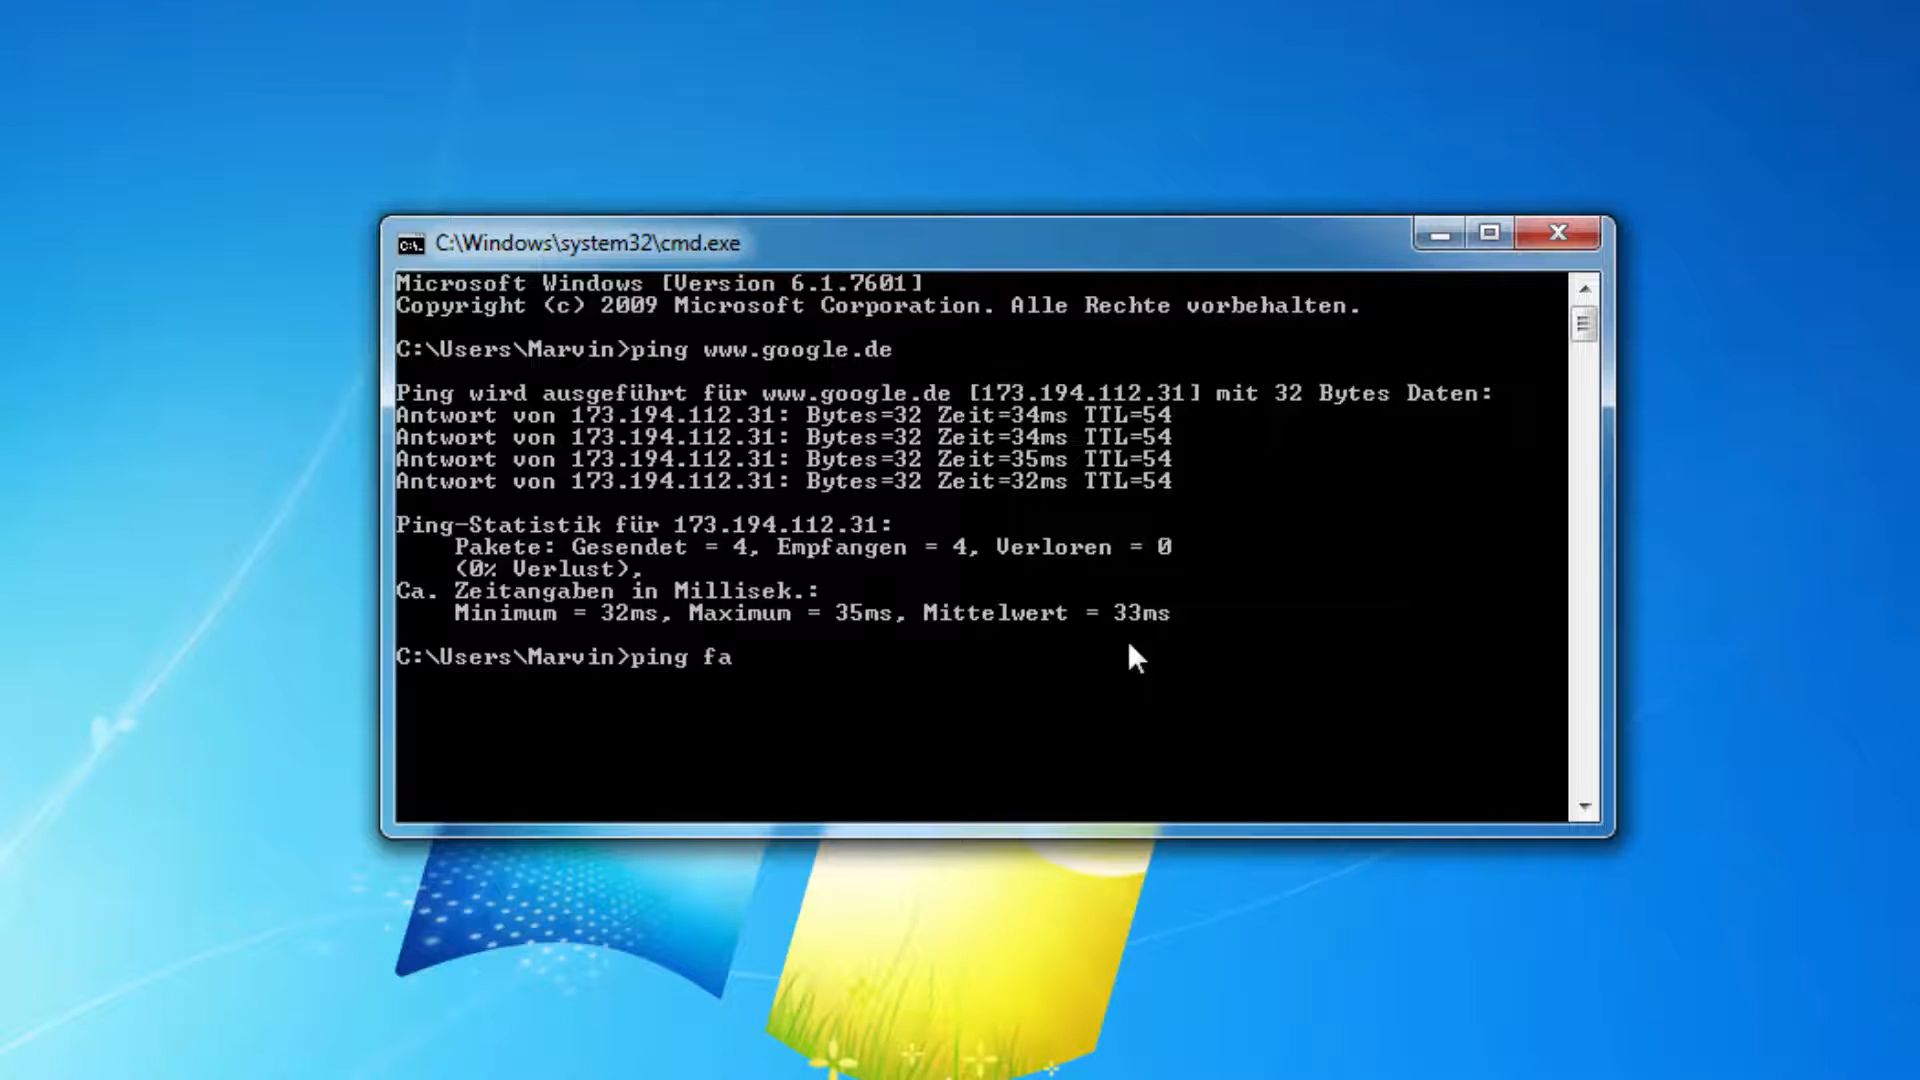 C:\Windows\system32\cmd.exe
Microsoft Windows [Version 6.1.7601]
Copyright (c) 2009 Microsoft Corporation. Alle Rechte vorbehalten.
C:\Users\Marvin>ping www.google.de
Ping wird ausgeführt für www.google.de [173.194.112.31] mit 32 Bytes Daten:
Antwort von 173.194.112.31: Bytes=32 Zeit=34ms TTL=54
Antwort von 173.194.112.31: Bytes=32 Zeit=34ms TTL=54
Antwort von 173.194.112.31: Bytes=32 Zeit=35ms TTL=54
Antwort von 173.194.112.31: Bytes=32 Zeit=32ms TTL=54
Ping-Statistik für 173.194.112.31:
    Pakete: Gesendet = 4, Empfangen = 4, Verloren = 0
    (0% Verlust),
Ca. Zeitangaben in Millisek.:
    Minimum = 32ms, Maximum = 35ms, Mittelwert = 33ms
C:\Users\Marvin>ping fa